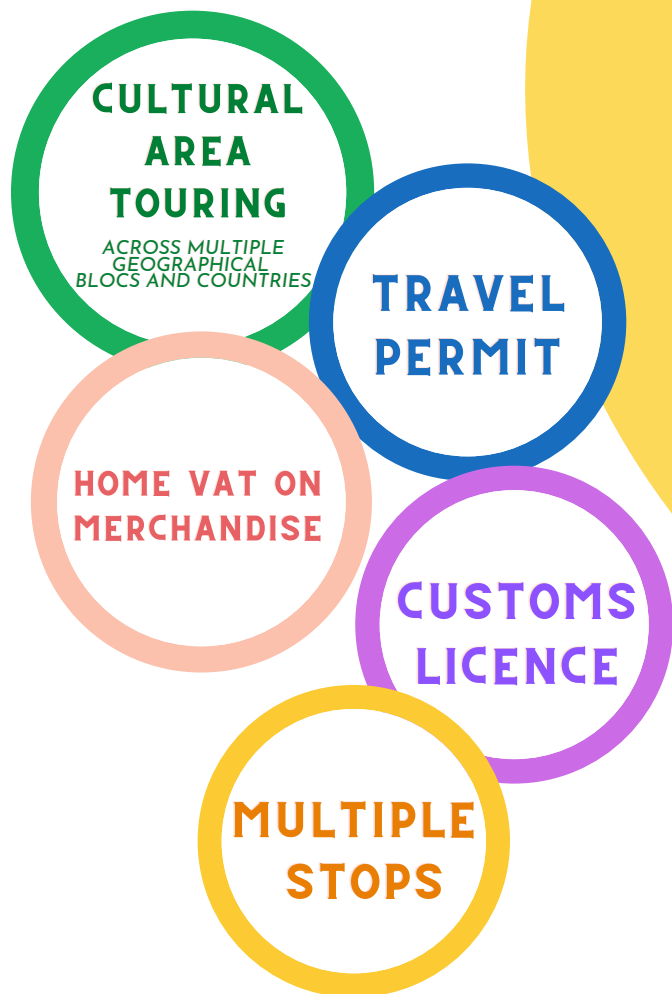 CULTURAL
AREA
TOURING
ACROSS MULTIPLE
GEOGRAPHICAL
BLOCS AND COUNTRIES
TRAVEL
PERMIT
HOME VAT ON
MERCHANDISE
CUSTOMS
LICENCE
MULTIPLE
STOPS